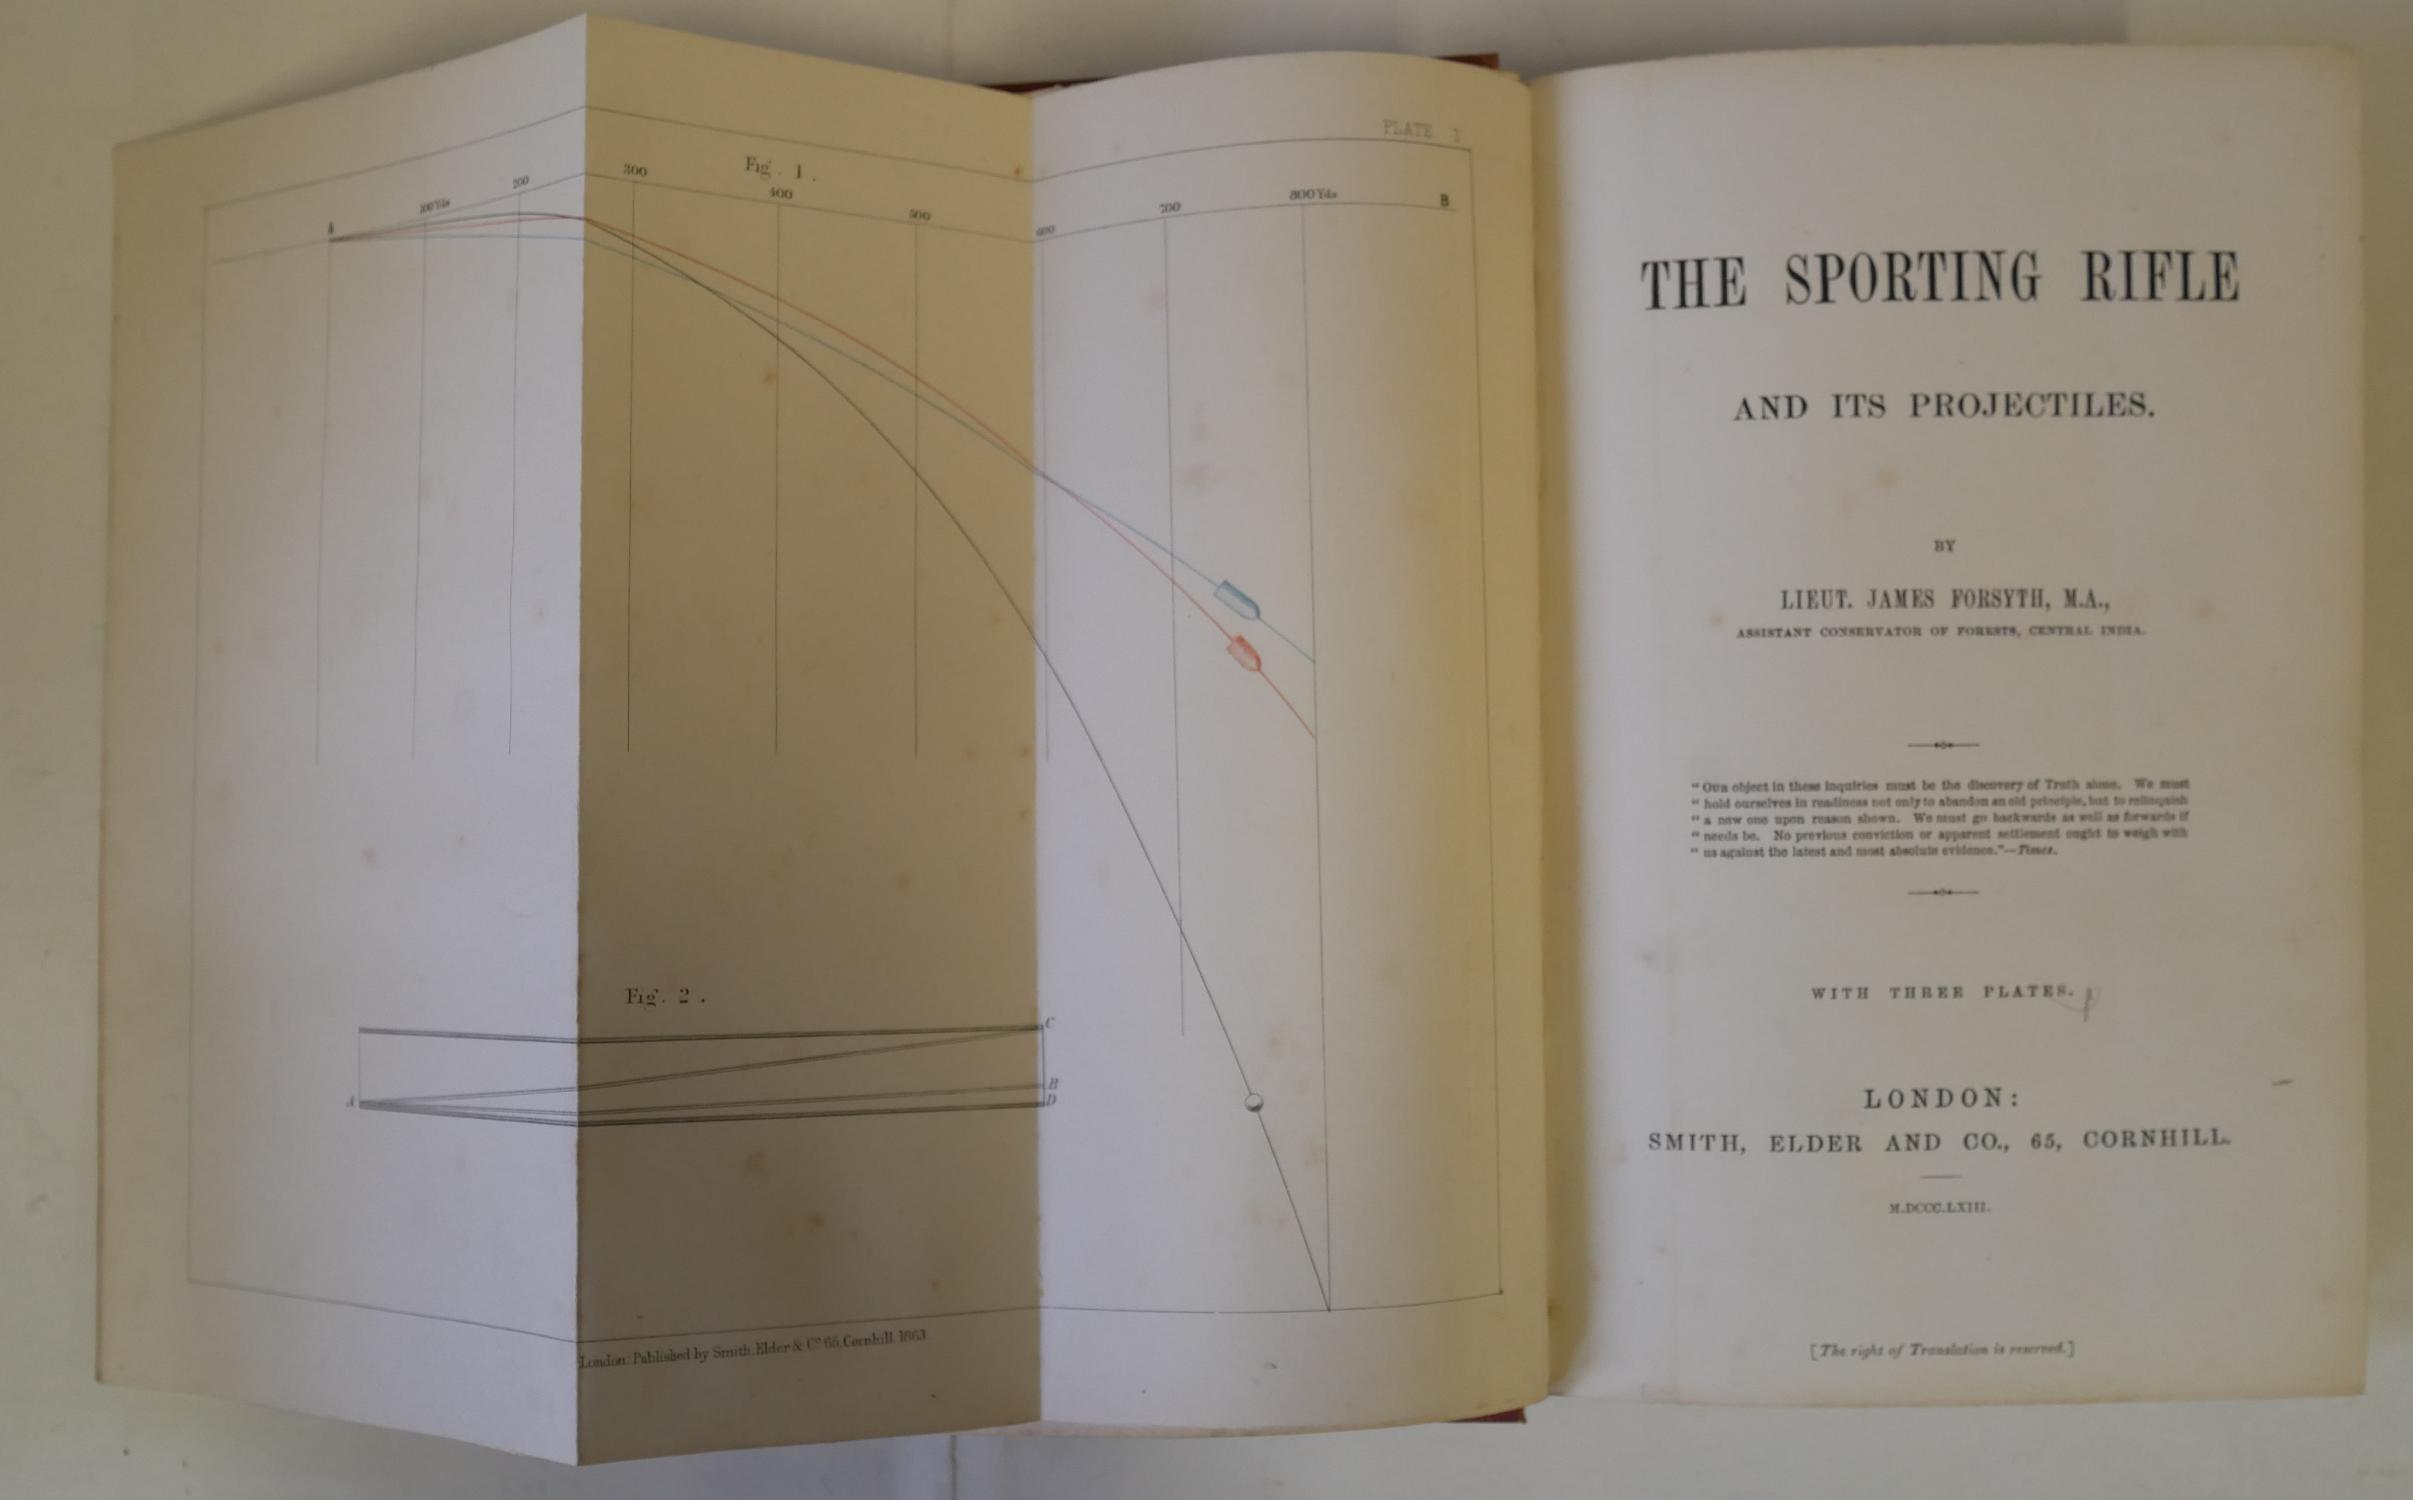 PLATE 1
Fig. 1.
A 100 Yds 200 300 400 500 600 700 800 Yds B
Fig. 2.
C
B
A D
London: Published by Smith, Elder & Co. 65, Cornhill. 1863.
THE SPORTING RIFLE
AND ITS PROJECTILES.
BY
LIEUT. JAMES FORSYTH, M.A.,
ASSISTANT CONSERVATOR OF FORESTS, CENTRAL INDIA.
"Our object in these inquiries must be the discovery of Truth alone. We must
"hold ourselves in readiness not only to abandon an old principle, but to relinquish
"a new one upon reason shown. We must go backwards as well as forwards if
"needs be. No previous conviction or apparent settlement ought to weigh with
"us against the latest and most absolute evidence."—Times.
WITH THREE PLATES.
LONDON:
SMITH, ELDER AND CO., 65, CORNHILL.
M.DCCC.LXIII.
[The right of Translation is reserved.]